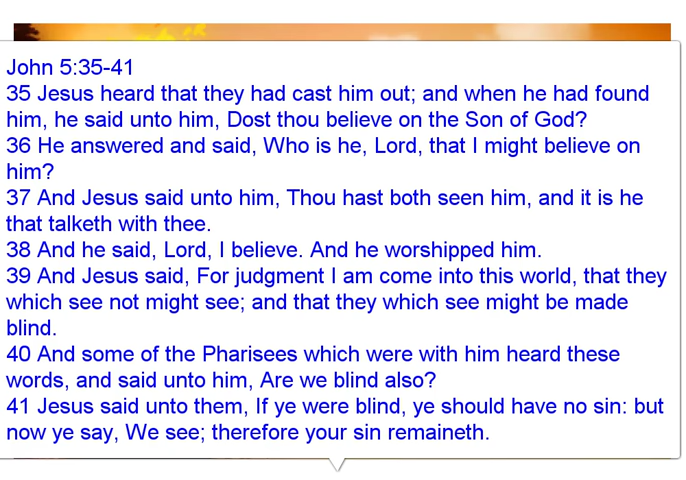 John 5:35-41
35 Jesus heard that they had cast him out; and when he had found
him, he said unto him, Dost thou believe on the Son of God?
36 He answered and said, Who is he, Lord, that I might believe on
him?
37 And Jesus said unto him, Thou hast both seen him, and it is he
that talketh with thee.
38 And he said, Lord, I believe. And he worshipped him.
39 And Jesus said, For judgment I am come into this world, that they
which see not might see; and that they which see might be made
blind.
40 And some of the Pharisees which were with him heard these
words, and said unto him, Are we blind also?
41 Jesus said unto them, If ye were blind, ye should have no sin: but
now ye say, We see; therefore your sin remaineth.